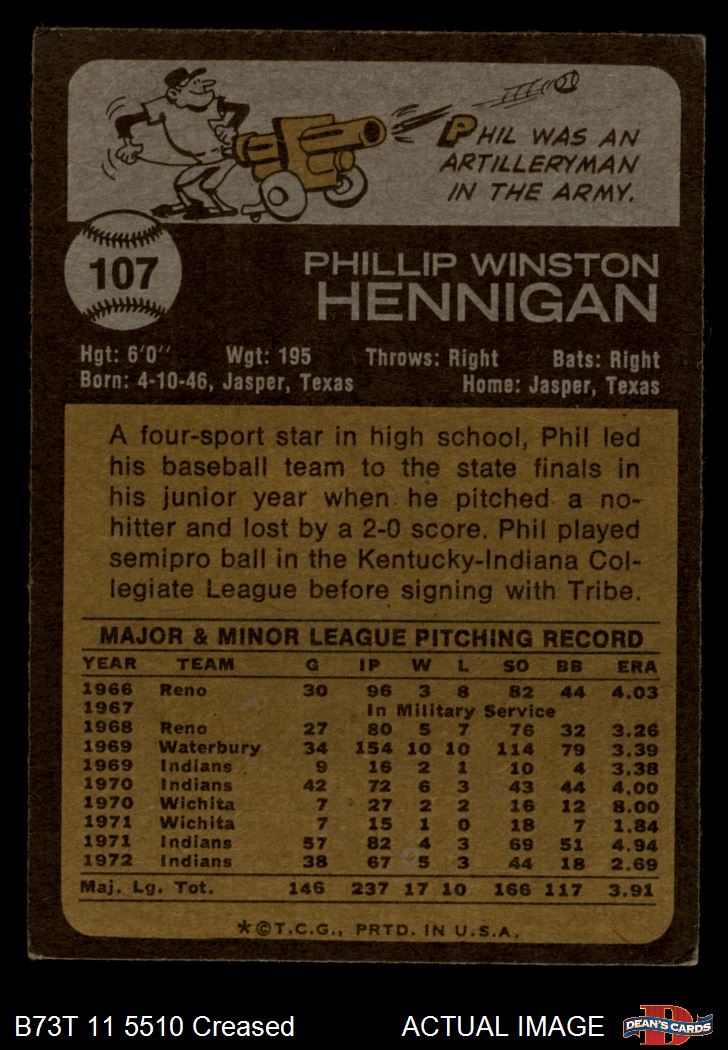 PHIL WAS AN
ARTILLERYMAN
IN THE ARMY.
107
PHILLIP WINSTON
HENNIGAN
Hgt: 6'0" Wgt: 195 Throws: Right Bats: Right
Born: 4-10-46, Jasper, Texas Home: Jasper, Texas
A four-sport star in high school, Phil led
his baseball team to the state finals in
his junior year when he pitched a no-
hitter and lost by a 2-0 score. Phil played
semipro ball in the Kentucky-Indiana Col-
legiate League before signing with Tribe.
MAJOR & MINOR LEAGUE PITCHING RECORD
YEAR TEAM G IP W L SO BB ERA
1966 Reno 30 96 3 8 82 44 4.03
1967 In Military Service
1968 Reno 27 80 5 7 76 32 3.26
1969 Waterbury 34 154 10 10 114 79 3.39
1969 Indians 9 16 2 1 10 4 3.38
1970 Indians 42 72 6 3 43 44 4.00
1970 Wichita 7 27 2 2 16 12 8.00
1971 Wichita 7 15 1 0 18 7 1.84
1971 Indians 57 82 4 3 69 51 4.94
1972 Indians 38 67 5 3 44 18 2.69
Maj. Lg. Tot. 146 237 17 10 166 117 3.91
*©T.C.G., PRTD. IN U.S.A.
B73T 11 5510 Creased ACTUAL IMAGE
DEAN'S CARDS